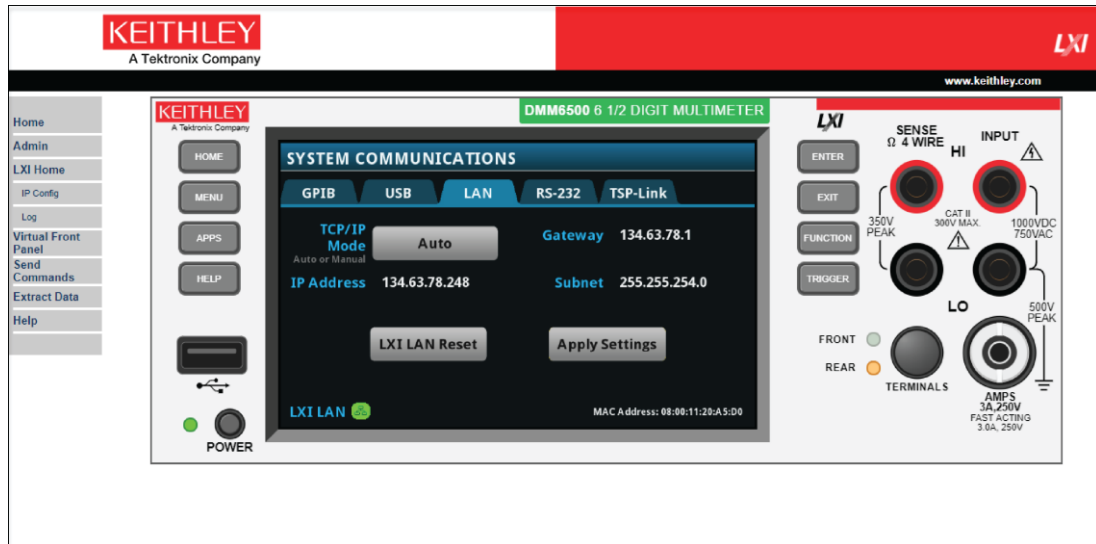 KEITHLEY
A Tektronix Company
LXI
www.keithley.com
Home
Admin
LXI Home
IP Config
Log
Virtual Front
Panel
Send
Commands
Extract Data
Help
KEITHLEY
A Tektronix Company
DMM6500 6 1/2 DIGIT MULTIMETER
LXI
HOME
MENU
APPS
HELP
POWER
SYSTEM COMMUNICATIONS
GPIB USB LAN RS-232 TSP-Link
TCP/IP
Mode
Auto or Manual
Auto
Gateway 134.63.78.1
IP Address 134.63.78.248
Subnet 255.255.254.0
LXI LAN Reset
Apply Settings
LXI LAN
MAC Address: 08:00:11:20:A5:D0
ENTER
EXIT
FUNCTION
TRIGGER
SENSE
Ω 4 WIRE
HI
INPUT
350V
PEAK
CAT II
300V MAX.
1000VDC
750VAC
LO
500V
PEAK
FRONT
REAR
TERMINALS
AMPS
3A,250V
FAST ACTING
3.0A, 250V